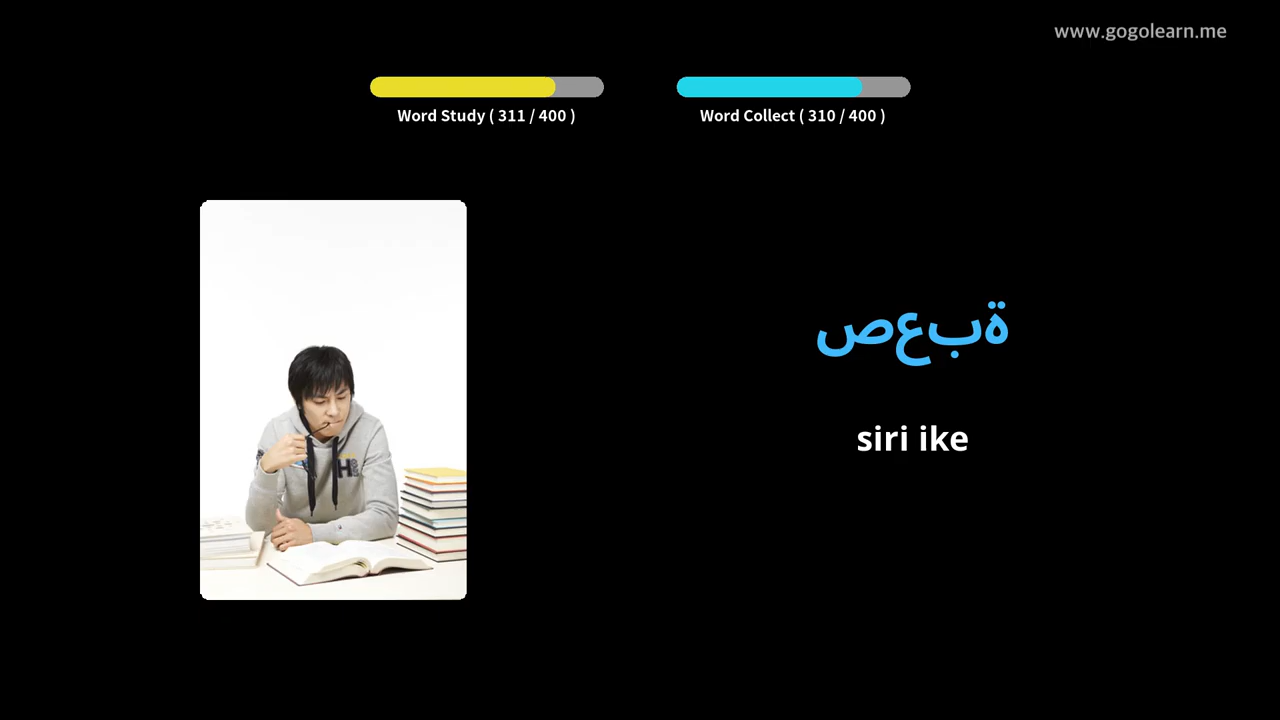 www.gogolearn.me
Word Study ( 311 / 400 )
Word Collect ( 310 / 400 )
صعبة
siri ike